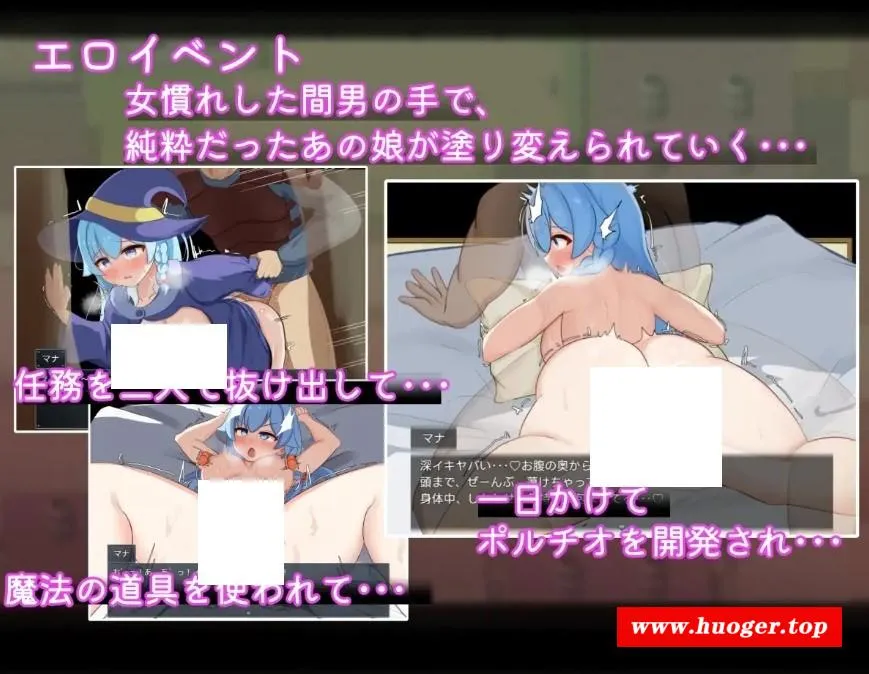 エロイベント
女慣れした間男の手で、
純粋だったあの娘が塗り変えられていく・・・
マナ
任務を二人で抜け出して・・・
マナ
深イキヤバい・・・♡お腹の奥から
頭まで、ぜーんぶ
身体中、
一日かけて
ポルチオを開発され・・・
マナ
魔法の道具を使われて・・・
www.huoger.top